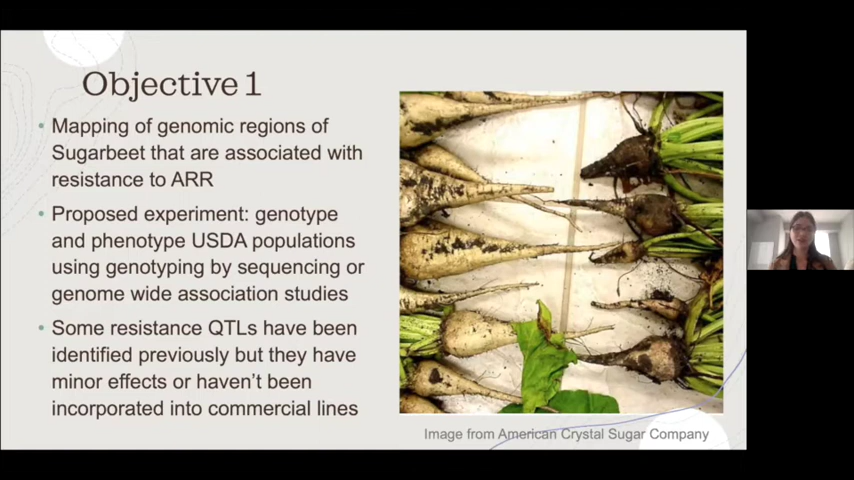 Objective 1
• Mapping of genomic regions of
Sugarbeet that are associated with
resistance to ARR
• Proposed experiment: genotype
and phenotype USDA populations
using genotyping by sequencing or
genome wide association studies
• Some resistance QTLs have been
identified previously but they have
minor effects or haven't been
incorporated into commercial lines
Image from American Crystal Sugar Company